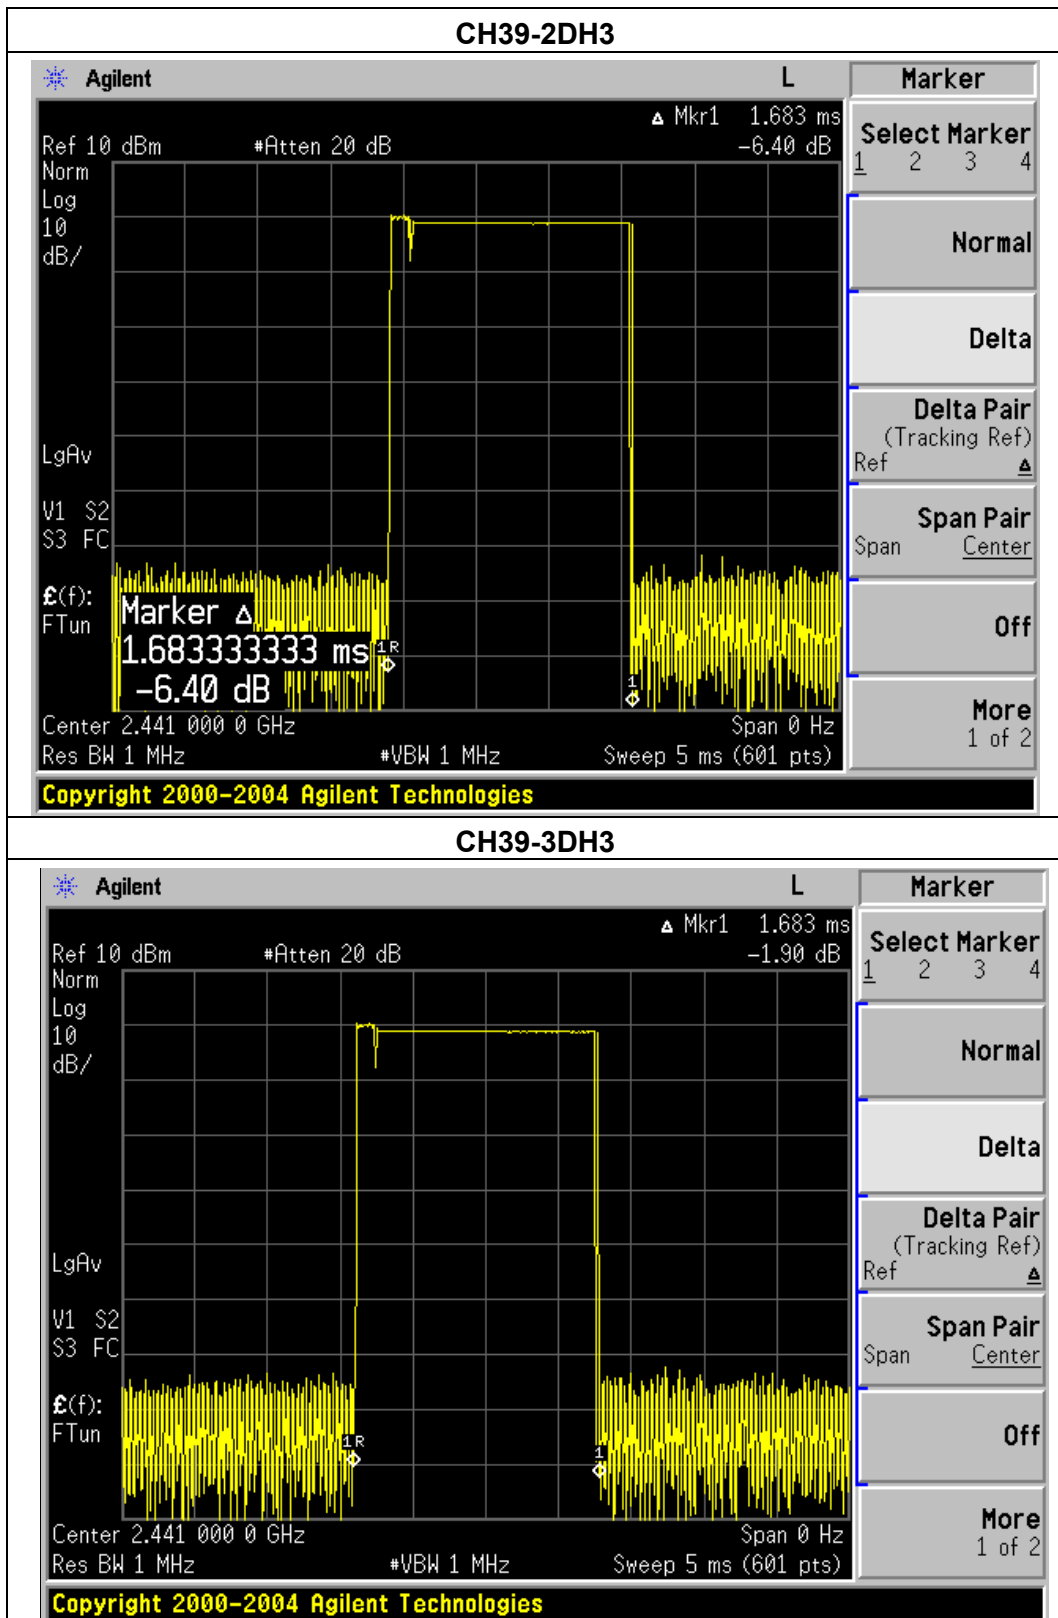 CH39-2DH3
Agilent L Marker
Δ Mkr1 1.683 ms
Ref 10 dBm #Atten 20 dB -6.40 dB
Norm
Log
10
dB/
LgAv
V1 S2
S3 FC
£(f):
FTun
Marker Δ
1.683333333 ms
-6.40 dB
1R
1
Center 2.441 000 0 GHz Span 0 Hz
Res BW 1 MHz #VBW 1 MHz Sweep 5 ms (601 pts)
Select Marker
1 2 3 4
Normal
Delta
Delta Pair
(Tracking Ref)
Ref Δ
Span Pair
Span Center
Off
More
1 of 2
Copyright 2000-2004 Agilent Technologies
CH39-3DH3
Agilent L Marker
Δ Mkr1 1.683 ms
Ref 10 dBm #Atten 20 dB -1.90 dB
Norm
Log
10
dB/
LgAv
V1 S2
S3 FC
£(f):
FTun
1R
1
Center 2.441 000 0 GHz Span 0 Hz
Res BW 1 MHz #VBW 1 MHz Sweep 5 ms (601 pts)
Select Marker
1 2 3 4
Normal
Delta
Delta Pair
(Tracking Ref)
Ref Δ
Span Pair
Span Center
Off
More
1 of 2
Copyright 2000-2004 Agilent Technologies